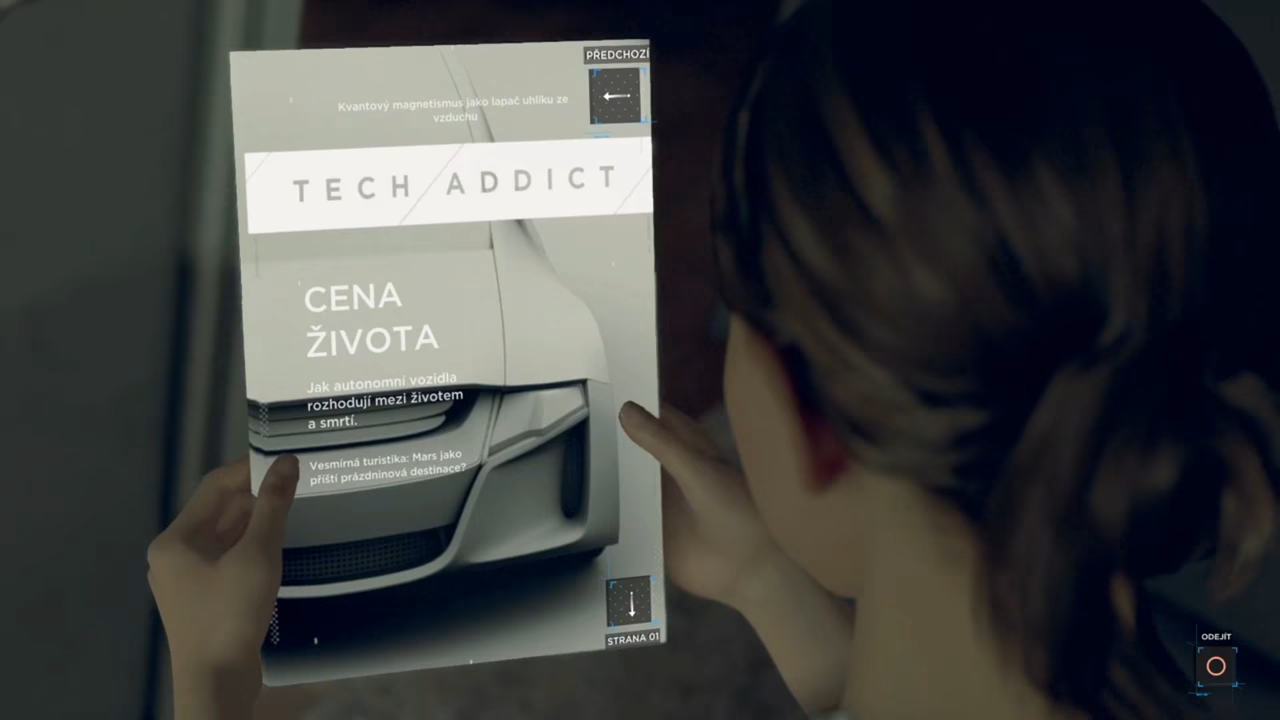 PŘEDCHOZÍ
Kvantový magnetismus jako lapač uhlíku ze
vzduchu
TECH ADDICT
CENA
ŽIVOTA
Jak autonomní vozidla
rozhodují mezi životem
a smrtí.
Vesmírná turistika: Mars jako
příští prázdninová destinace?
STRANA 01
ODEJÍT